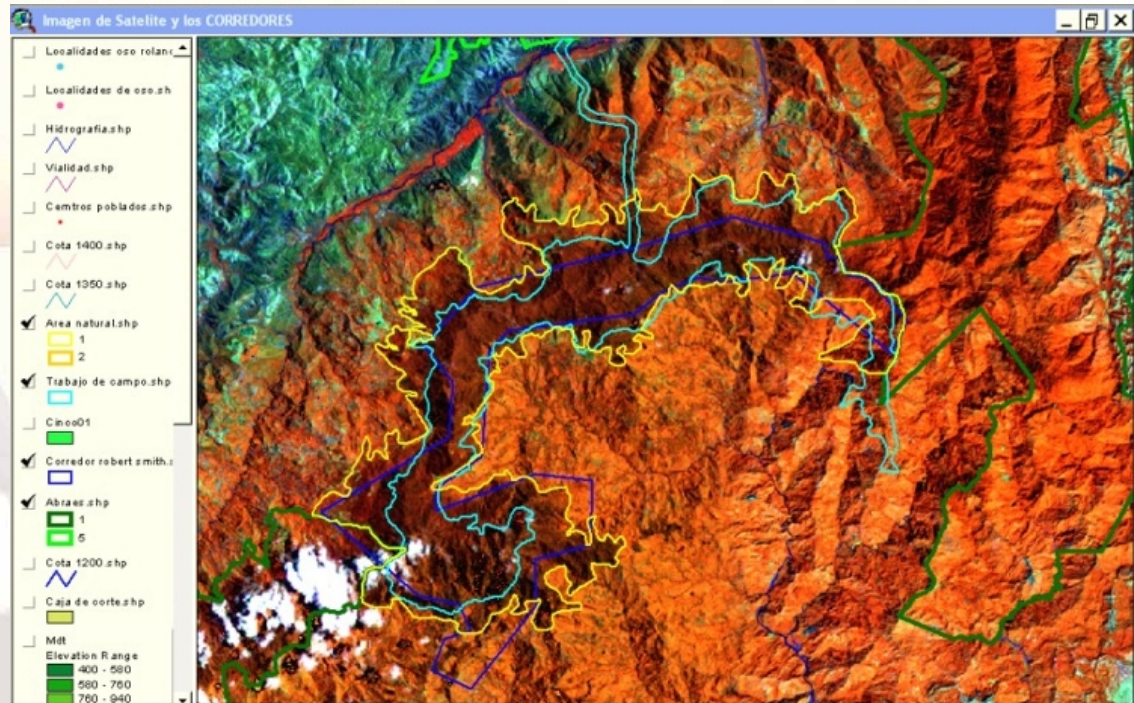 Imagen de Satelite y los CORREDORES
Localidades oso rolanc
Localidades de oso.sh
Hidrografia.shp
Vialidad.shp
Cemtros poblados.shp
Cota 1400.shp
Cota 1350.shp
Area natural.shp
1
2
Trabajo de campo.shp
Cinco01
Corredor robert smith.s
Abraes.shp
1
5
Cota 1200.shp
Caja de corte.shp
Mdt
Elevation Range
400 - 580
580 - 760
760 - 940